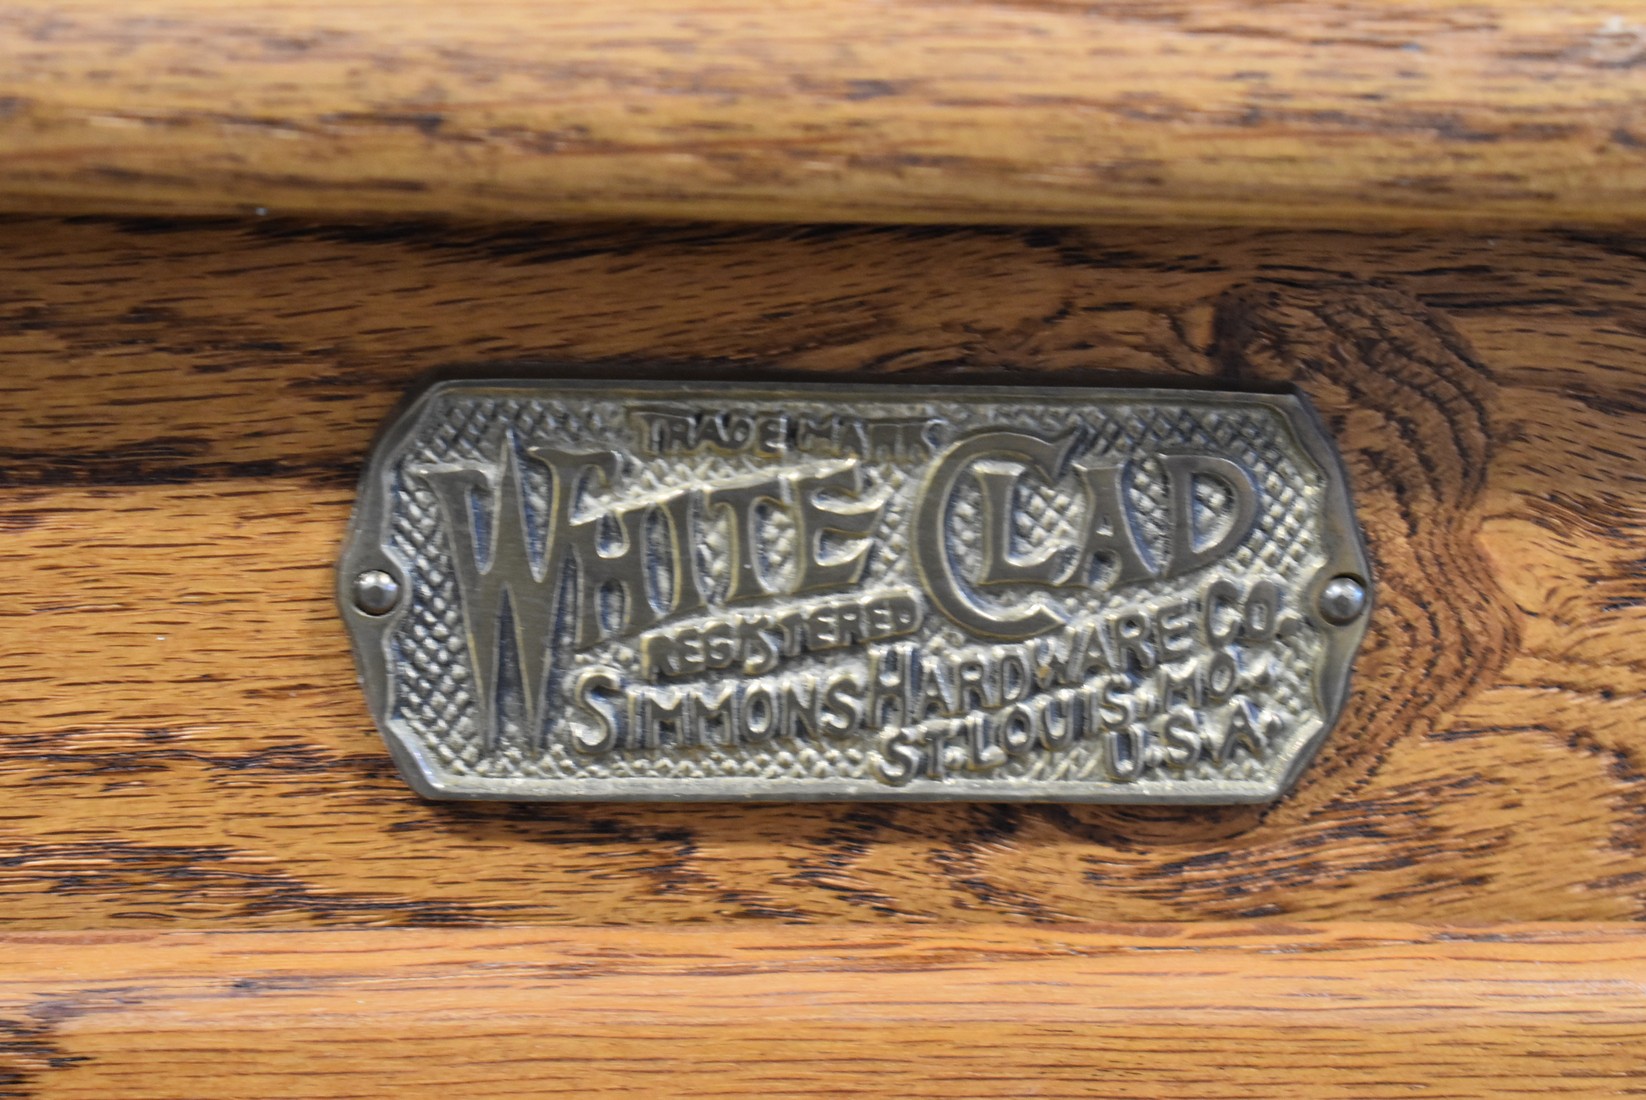 TRADE MARK
WHITE CLAD
REGISTERED
SIMMONS HARDWARE CO.
ST. LOUIS. MO.
U.S.A.